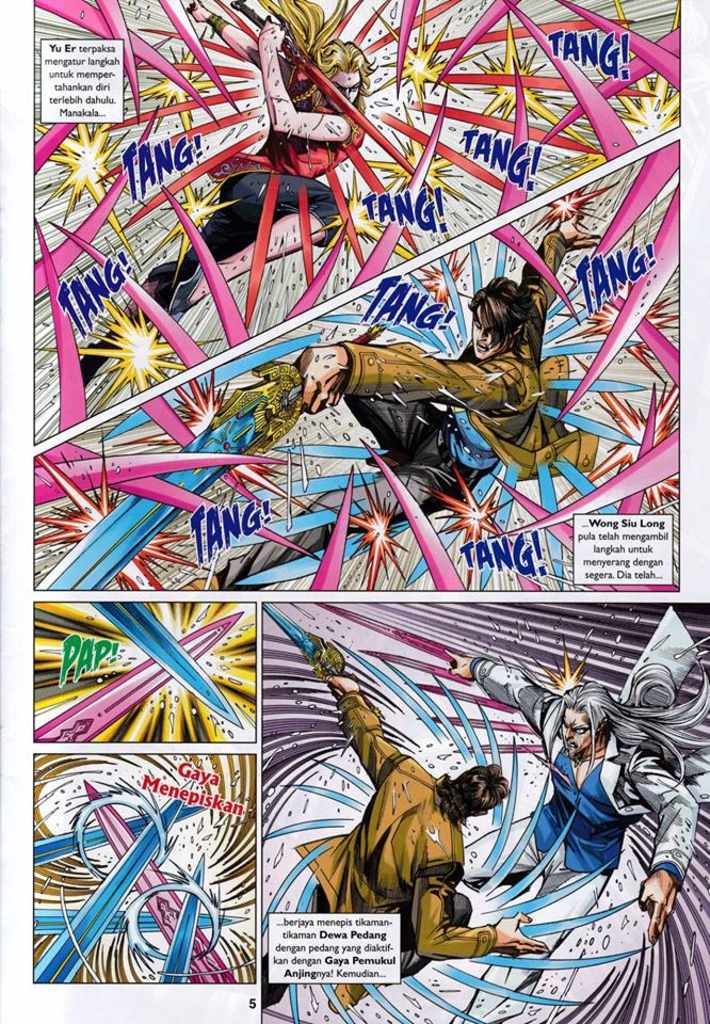 Yu Er terpaksa
mengatur langkah
untuk memper-
tahankan diri
terlebih dahulu.
Manakala...
TANG!
TANG!
TANG!
TANG!
TANG!
TANG!
TANG!
TANG!
TANG!
...Wong Siu Long
pula telah mengambil
langkah untuk
menyerang dengan
segera. Dia telah...
PAP!
Gaya
Menepiskan
...berjaya menepis tikaman-
tikaman Dewa Pedang
dengan pedang yang diaktif-
kan dengan Gaya Pemukul
Anjingnya! Kemudian...
5